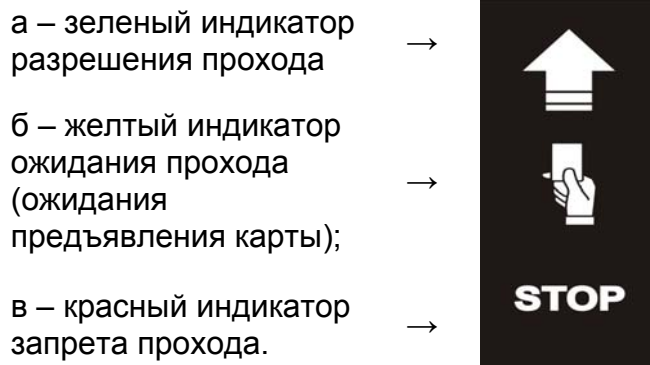 а – зеленый индикатор
разрешения прохода →
б – желтый индикатор
ожидания прохода
(ожидания →
предъявления карты);
STOP
в – красный индикатор
запрета прохода. →